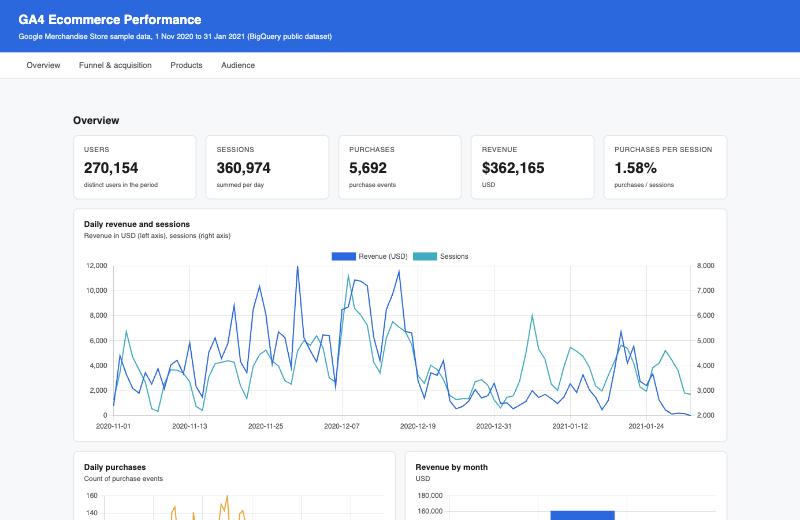 GA4 Ecommerce Performance
Google Merchandise Store sample data, 1 Nov 2020 to 31 Jan 2021 (BigQuery public dataset)
Overview Funnel & acquisition Products Audience
Overview
USERS
270,154
distinct users in the period
SESSIONS
360,974
summed per day
PURCHASES
5,692
purchase events
REVENUE
$362,165
USD
PURCHASES PER SESSION
1.58%
purchases / sessions
Daily revenue and sessions
Revenue in USD (left axis), sessions (right axis)
Revenue (USD) Sessions
12,000 8,000
10,000 7,000
8,000 6,000
6,000 5,000
4,000 4,000
2,000 3,000
0 2,000
2020-11-01 2020-11-13 2020-11-25 2020-12-07 2020-12-19 2020-12-31 2021-01-12 2021-01-24
Daily purchases
Count of purchase events
160
140
Revenue by month
USD
180,000
160,000